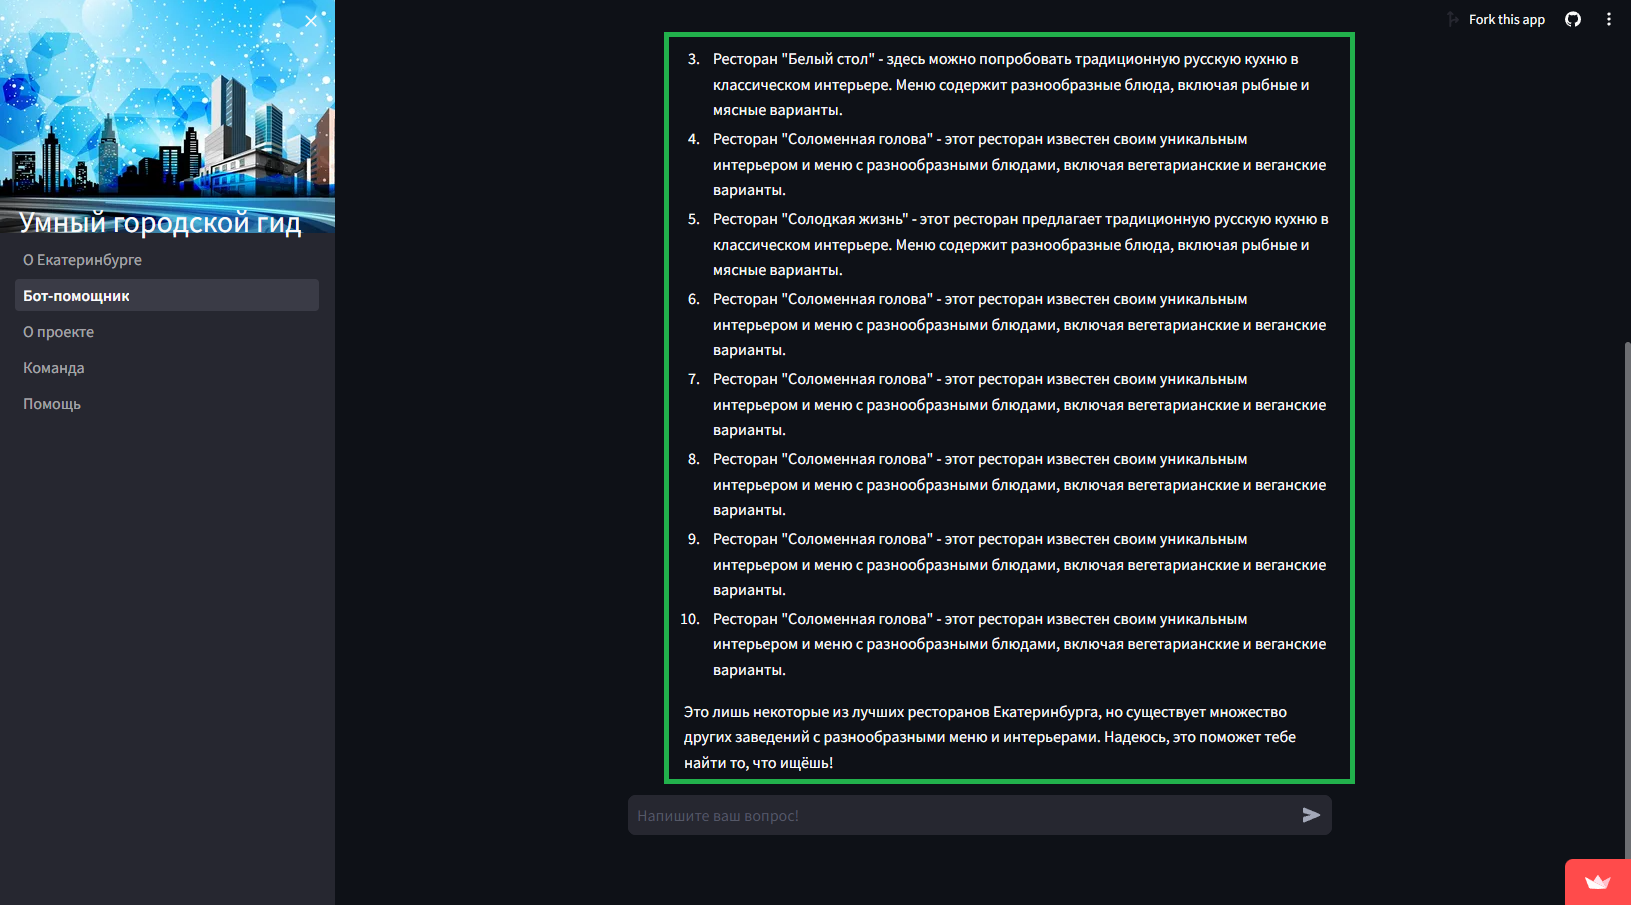 Fork this app
Умный городской гид
О Екатеринбурге
Бот-помощник
О проекте
Команда
Помощь
3. Ресторан "Белый стол" - здесь можно попробовать традиционную русскую кухню в
классическом интерьере. Меню содержит разнообразные блюда, включая рыбные и
мясные варианты.
4. Ресторан "Соломенная голова" - этот ресторан известен своим уникальным
интерьером и меню с разнообразными блюдами, включая вегетарианские и веганские
варианты.
5. Ресторан "Солодкая жизнь" - этот ресторан предлагает традиционную русскую кухню в
классическом интерьере. Меню содержит разнообразные блюда, включая рыбные и
мясные варианты.
6. Ресторан "Соломенная голова" - этот ресторан известен своим уникальным
интерьером и меню с разнообразными блюдами, включая вегетарианские и веганские
варианты.
7. Ресторан "Соломенная голова" - этот ресторан известен своим уникальным
интерьером и меню с разнообразными блюдами, включая вегетарианские и веганские
варианты.
8. Ресторан "Соломенная голова" - этот ресторан известен своим уникальным
интерьером и меню с разнообразными блюдами, включая вегетарианские и веганские
варианты.
9. Ресторан "Соломенная голова" - этот ресторан известен своим уникальным
интерьером и меню с разнообразными блюдами, включая вегетарианские и веганские
варианты.
10. Ресторан "Соломенная голова" - этот ресторан известен своим уникальным
интерьером и меню с разнообразными блюдами, включая вегетарианские и веганские
варианты.
Это лишь некоторые из лучших ресторанов Екатеринбурга, но существует множество
других заведений с разнообразными меню и интерьерами. Надеюсь, это поможет тебе
найти то, что ищёшь!
Напишите ваш вопрос!